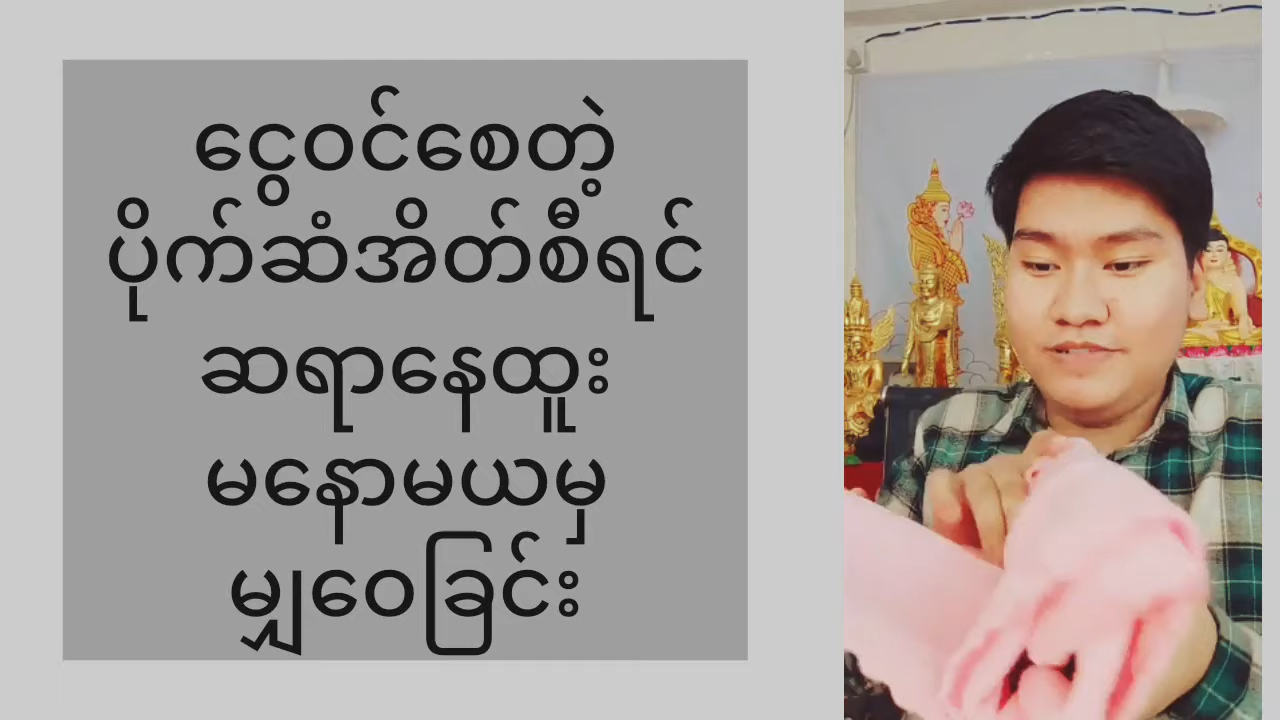 ငွေဝင်စေတဲ့
ပိုက်ဆံအိတ်စီရင်
ဆရာနေထူး
မနောမယမှ
မျှဝေခြင်း